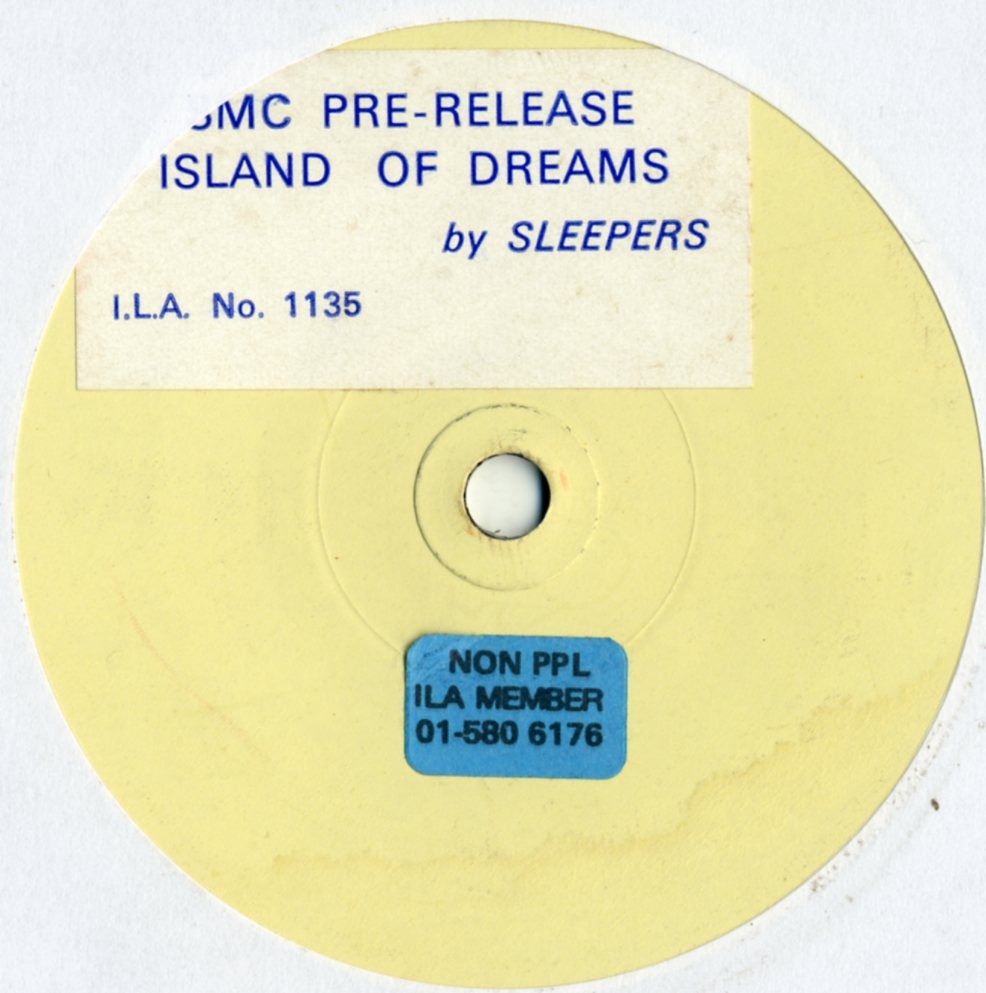 PRE-RELEASE
ISLAND OF DREAMS
by SLEEPERS
I.L.A. No. 1135
NON PPL
ILA MEMBER
01-580 6176